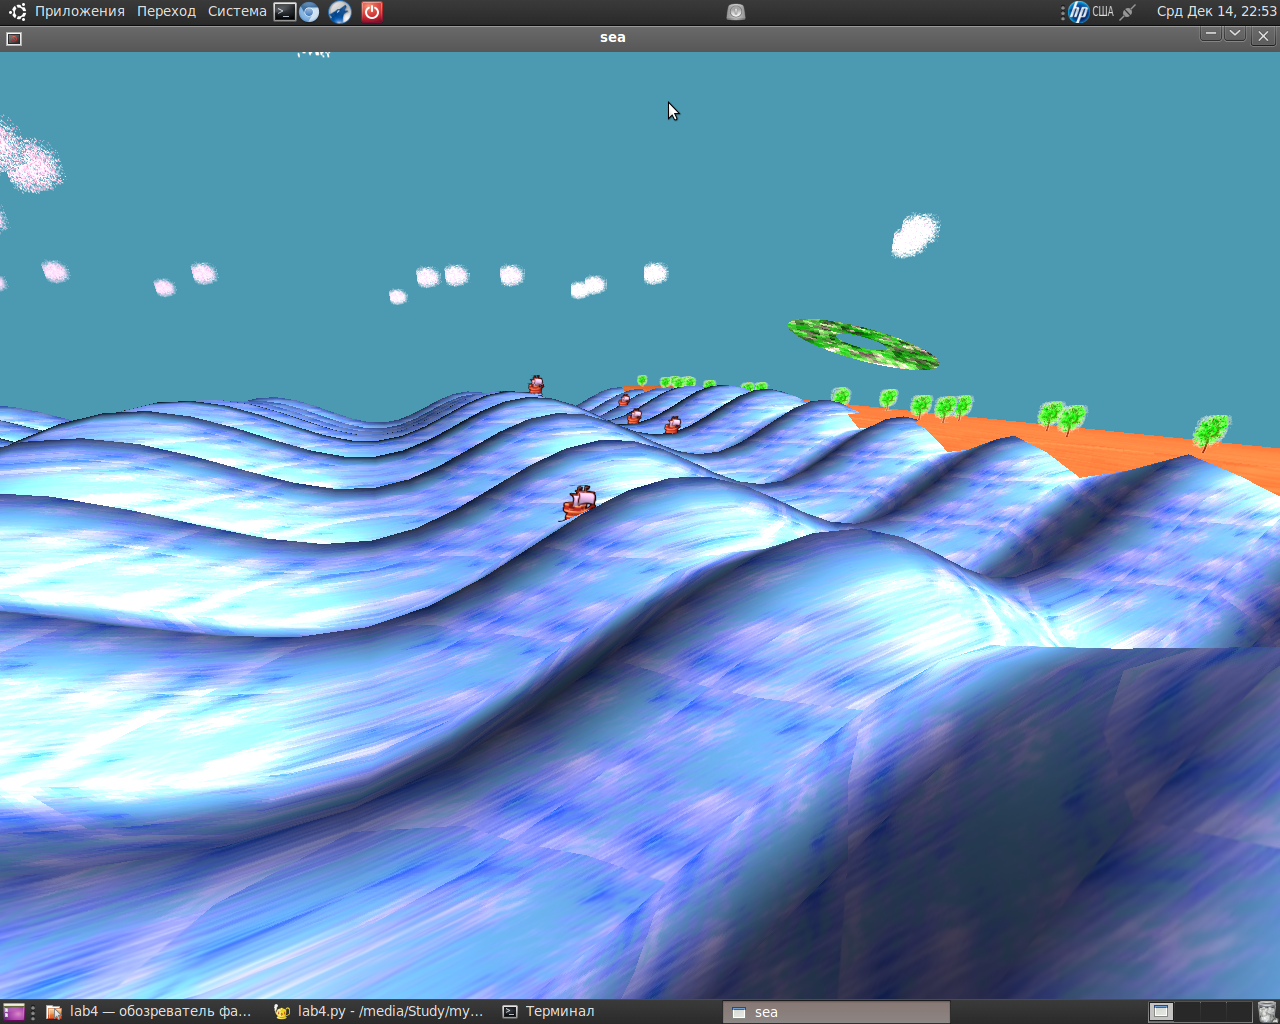 Приложения Переход Система hp США Срд Дек 14, 22:53
sea
lab4 — обозреватель фа... lab4.py - /media/Study/my... Терминал sea